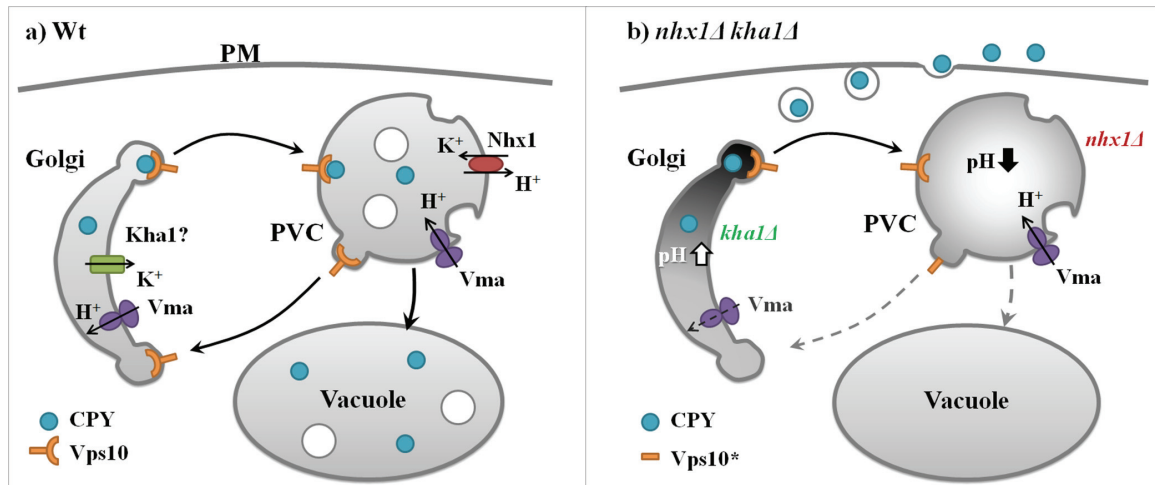 a) Wt
PM
Golgi
Nhx1
K+
H+
H+
PVC
Kha1?
K+
H+
Vma
Vma
Vacuole
CPY
Vps10
b) nhx1Δ kha1Δ
Golgi
nhx1Δ
pH
H+
PVC
kha1Δ
pH
Vma
Vma
Vacuole
CPY
Vps10*